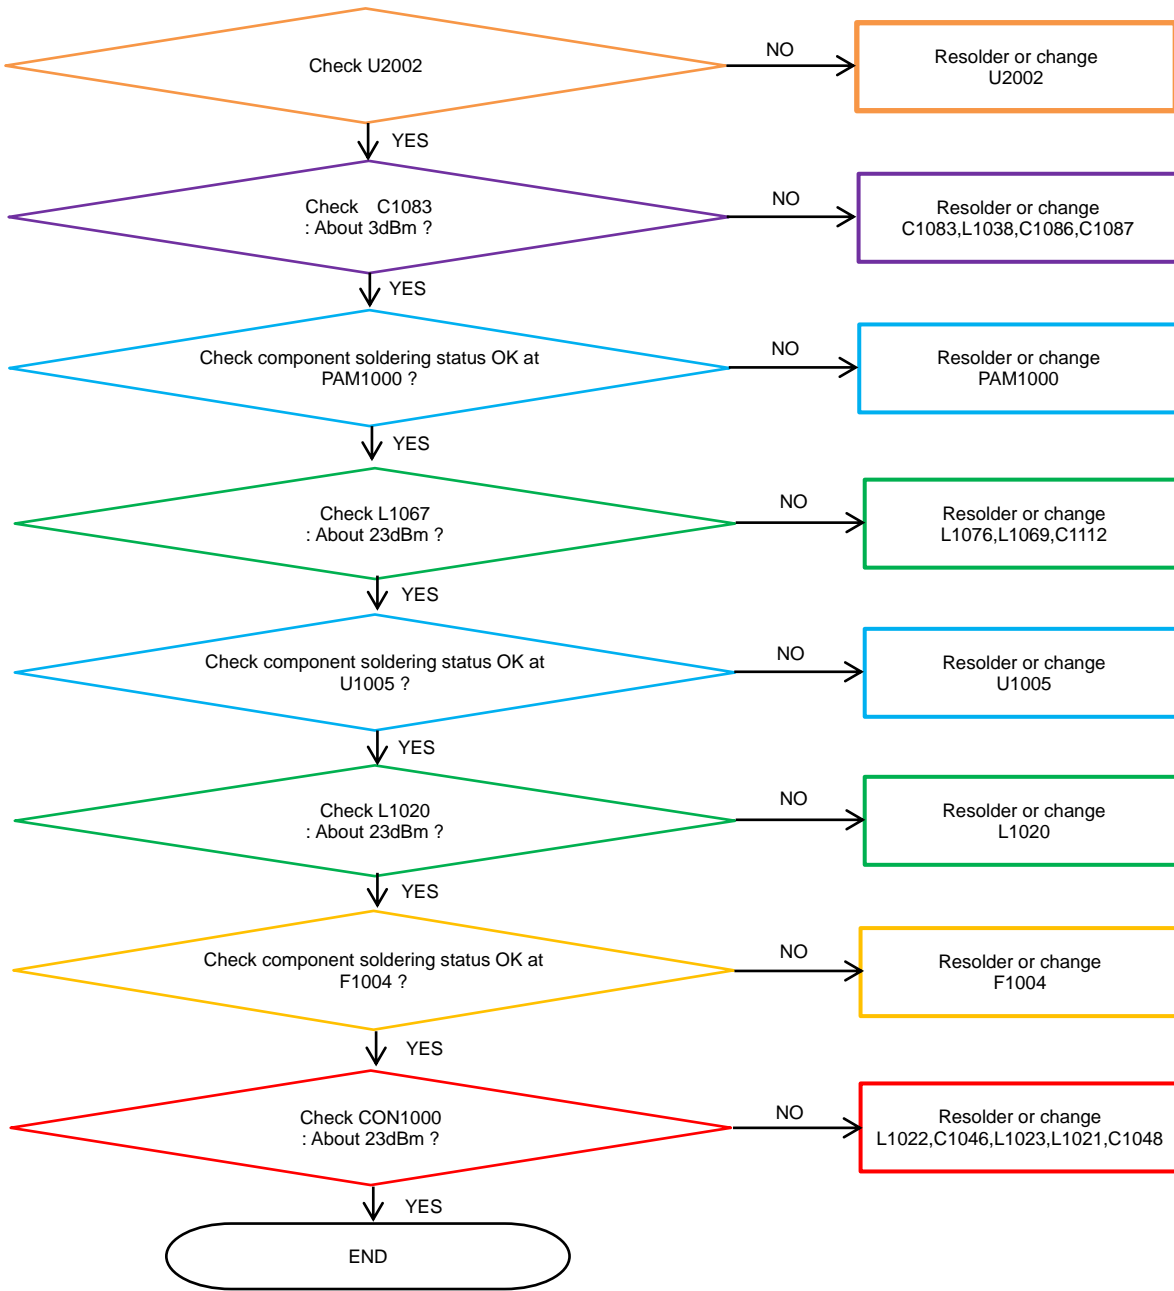 Check U2002
NO
Resolder or change
U2002
YES
Check C1083
: About 3dBm ?
NO
Resolder or change
C1083,L1038,C1086,C1087
YES
Check component soldering status OK at
PAM1000 ?
NO
Resolder or change
PAM1000
YES
Check L1067
: About 23dBm ?
NO
Resolder or change
L1076,L1069,C1112
YES
Check component soldering status OK at
U1005 ?
NO
Resolder or change
U1005
YES
Check L1020
: About 23dBm ?
NO
Resolder or change
L1020
YES
Check component soldering status OK at
F1004 ?
NO
Resolder or change
F1004
YES
Check CON1000
: About 23dBm ?
NO
Resolder or change
L1022,C1046,L1023,L1021,C1048
YES
END